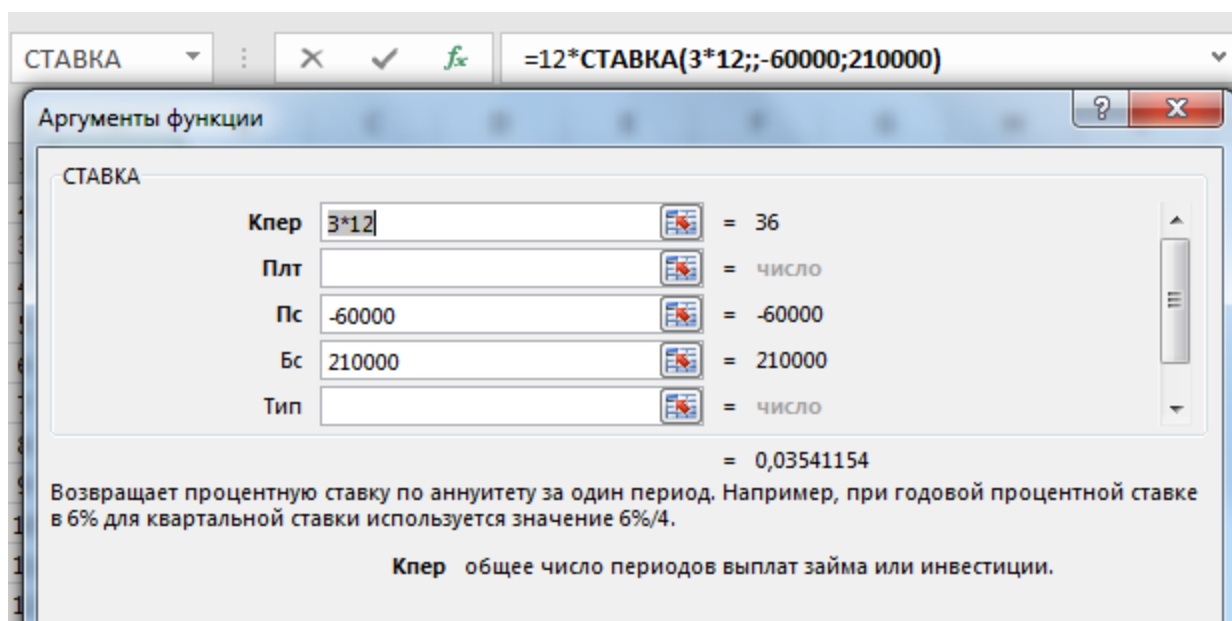 СТАВКА =12*СТАВКА(3*12;;-60000;210000)
Аргументы функции
СТАВКА
Кпер 3*12 = 36
Плт = число
Пс -60000 = -60000
Бс 210000 = 210000
Тип = число
= 0,03541154
Возвращает процентную ставку по аннуитету за один период. Например, при годовой процентной ставке
в 6% для квартальной ставки используется значение 6%/4.
Кпер общее число периодов выплат займа или инвестиции.